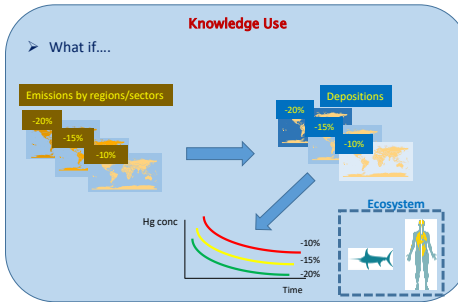 Knowledge Use
➢ What if....
Emissions by regions/sectors
-20%
-15%
-10%
Depositions
-20%
-15%
-10%
Ecosystem
Hg conc
-10%
-15%
-20%
Time